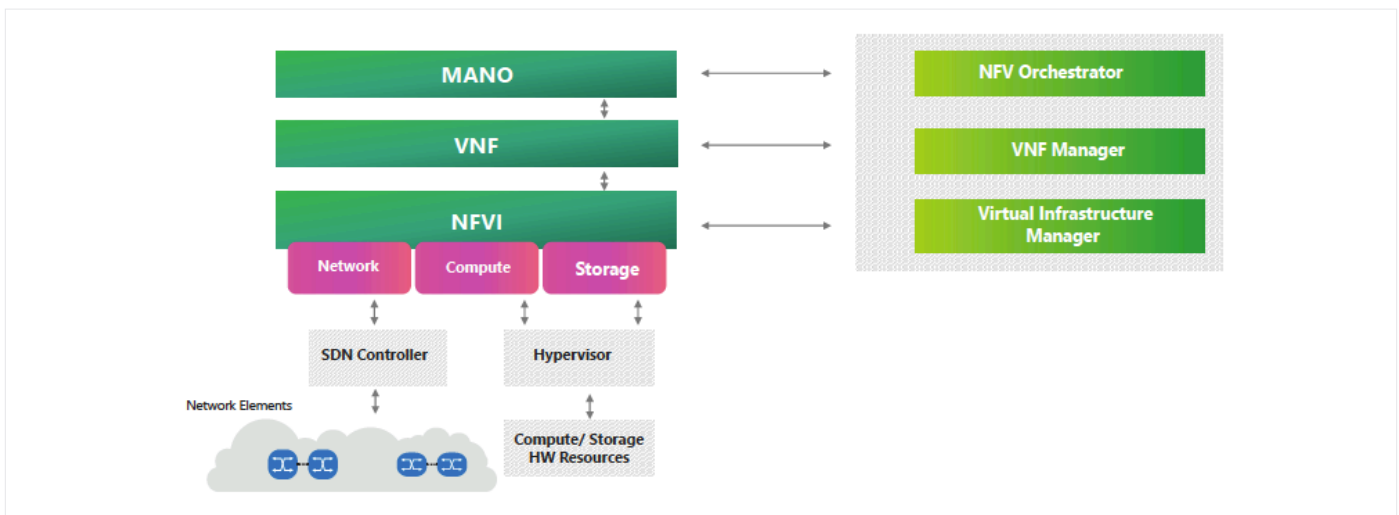 MANO
NFV Orchestrator
VNF
VNF Manager
NFVI
Virtual Infrastructure
Manager
Network
Compute
Storage
SDN Controller
Hypervisor
Network Elements
Compute/ Storage
HW Resources